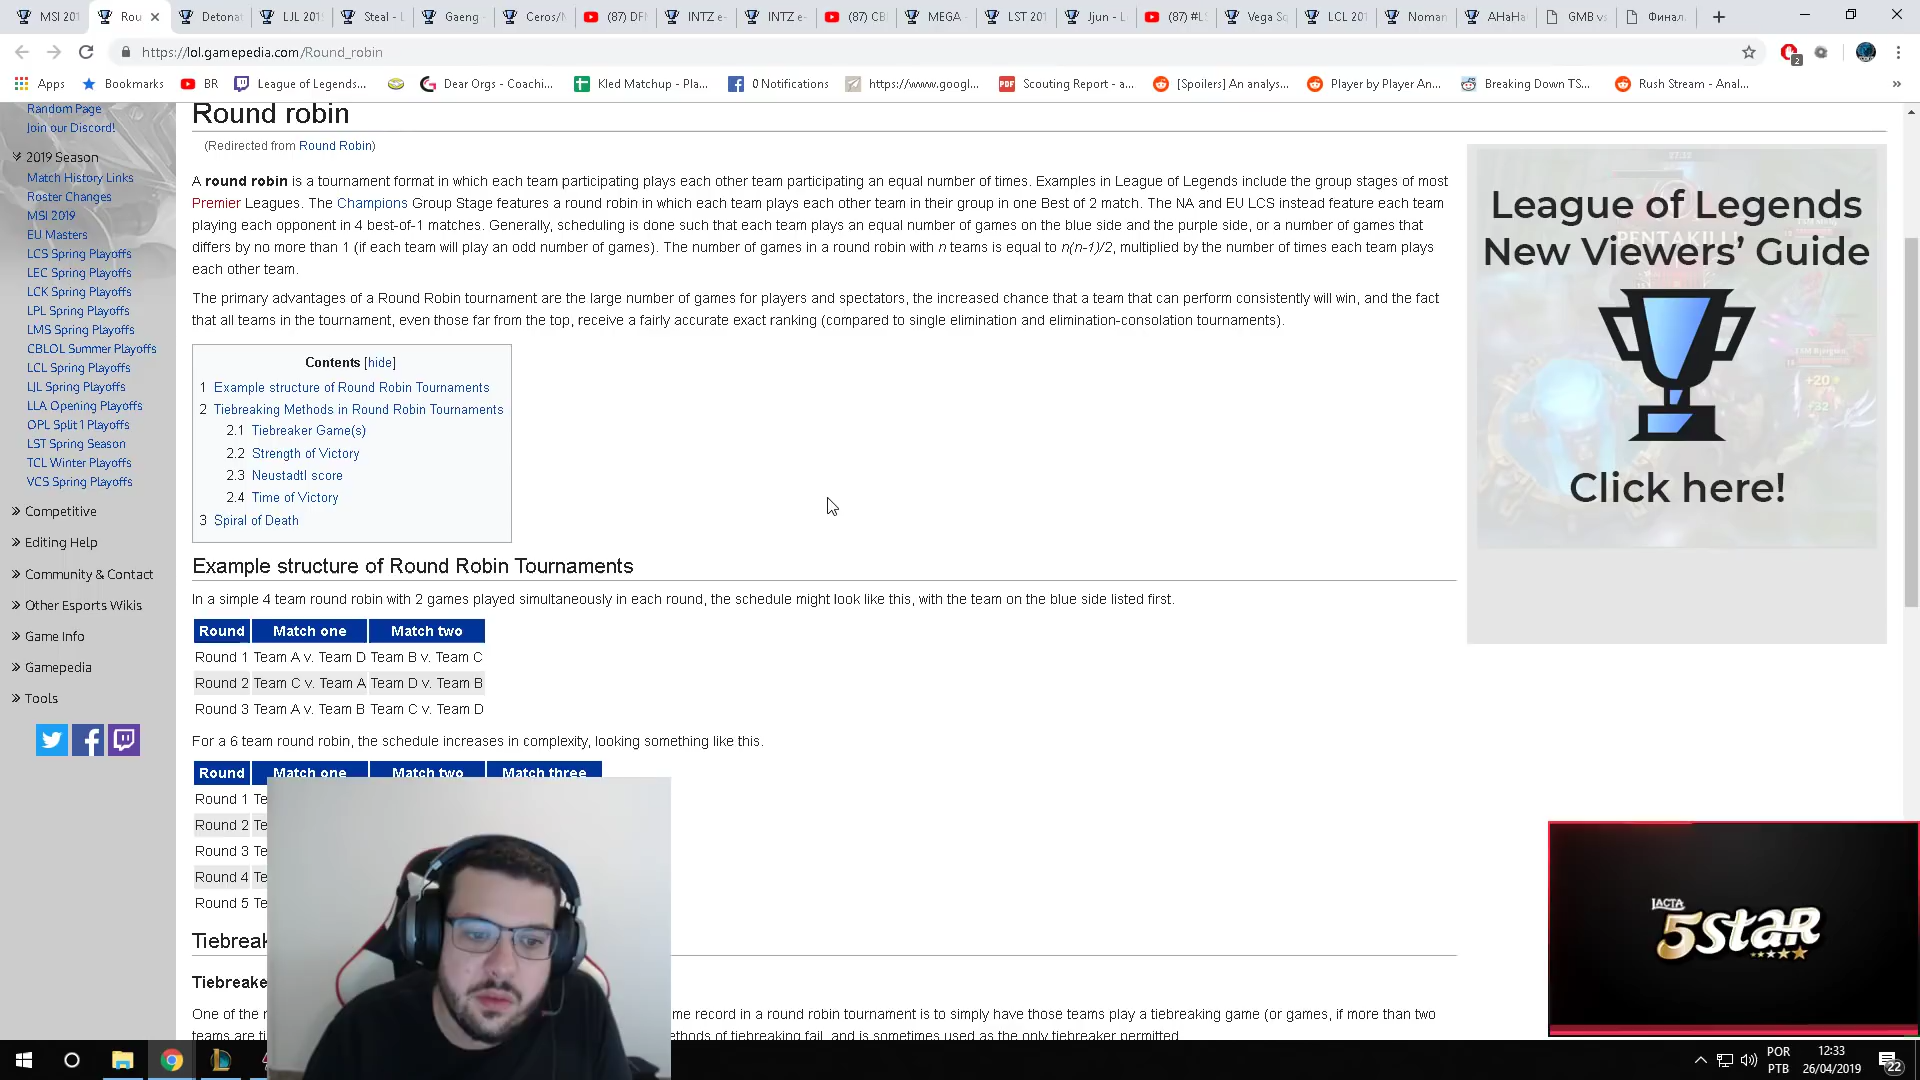 MSI 201
Rou
Detona
LJL 201
Steal - L
Gaeng -
Ceros/N
(87) DFI
INTZ e-
INTZ e-
(87) CB
MEGA -
LST 201
Jjun - L
(87) #L
Vega Sq
LCL 201
Noman
AHaHa
GMB vs
Финал
https://lol.gamepedia.com/Round_robin
2
Apps
Bookmarks
BR
League of Legends...
Dear Orgs - Coachi...
Kled Matchup - Pla...
0 Notifications
https://www.googl...
Scouting Report - a...
[Spoilers] An analys...
Player by Player An...
Breaking Down TS...
Rush Stream - Anal...
Random Page
Join our Discord!
2019 Season
Match History Links
Roster Changes
MSI 2019
EU Masters
LCS Spring Playoffs
LEC Spring Playoffs
LCK Spring Playoffs
LPL Spring Playoffs
LMS Spring Playoffs
CBLOL Summer Playoffs
LCL Spring Playoffs
LJL Spring Playoffs
LLA Opening Playoffs
OPL Split 1 Playoffs
LST Spring Season
TCL Winter Playoffs
VCS Spring Playoffs
Competitive
Editing Help
Community & Contact
Other Esports Wikis
Game Info
Gamepedia
Tools
Round robin
(Redirected from Round Robin)
A round robin is a tournament format in which each team participating plays each other team participating an equal number of times. Examples in League of Legends include the group stages of most
Premier Leagues. The Champions Group Stage features a round robin in which each team plays each other team in their group in one Best of 2 match. The NA and EU LCS instead feature each team
playing each opponent in 4 best-of-1 matches. Generally, scheduling is done such that each team plays an equal number of games on the blue side and the purple side, or a number of games that
differs by no more than 1 (if each team will play an odd number of games). The number of games in a round robin with n teams is equal to n(n-1)/2, multiplied by the number of times each team plays
each other team.
The primary advantages of a Round Robin tournament are the large number of games for players and spectators, the increased chance that a team that can perform consistently will win, and the fact
that all teams in the tournament, even those far from the top, receive a fairly accurate exact ranking (compared to single elimination and elimination-consolation tournaments).
Contents [hide]
1 Example structure of Round Robin Tournaments
2 Tiebreaking Methods in Round Robin Tournaments
2.1 Tiebreaker Game(s)
2.2 Strength of Victory
2.3 Neustadtl score
2.4 Time of Victory
3 Spiral of Death
Example structure of Round Robin Tournaments
In a simple 4 team round robin with 2 games played simultaneously in each round, the schedule might look like this, with the team on the blue side listed first.
Round Match one Match two
Round 1 Team A v. Team D Team B v. Team C
Round 2 Team C v. Team A Team D v. Team B
Round 3 Team A v. Team B Team C v. Team D
For a 6 team round robin, the schedule increases in complexity, looking something like this.
Round Match one Match two Match three
Round 1 Te
Round 2 Te
Round 3 Te
Round 4 Te
Round 5 Te
Tiebreak
Tiebreake
One of the me record in a round robin tournament is to simply have those teams play a tiebreaking game (or games, if more than two
teams are ti ethods of tiebreaking fail, and is sometimes used as the only tiebreaker permitted.
League of Legends
New Viewers' Guide
PENTAKILL!
+20
+32
Click here!
LACTA
5STAR
POR
PTB
12:33
26/04/2019
22